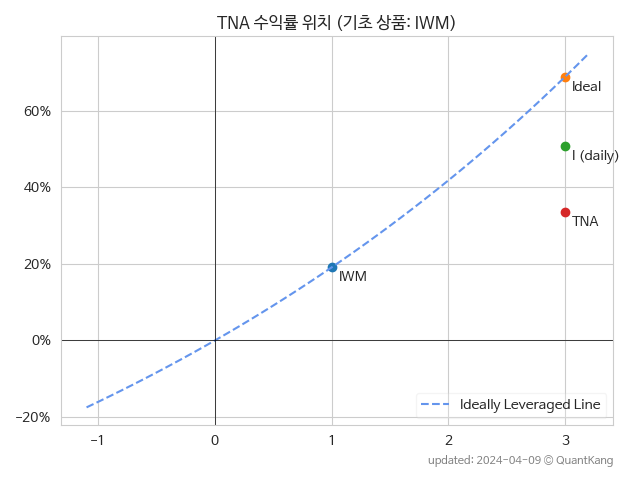 TNA 수익률 위치 (기초 상품: IWM)
60%
40%
20%
0%
−20%
Ideal
I (daily)
TNA
IWM
Ideally Leveraged Line
−1 0 1 2 3
updated: 2024-04-09 © QuantKang